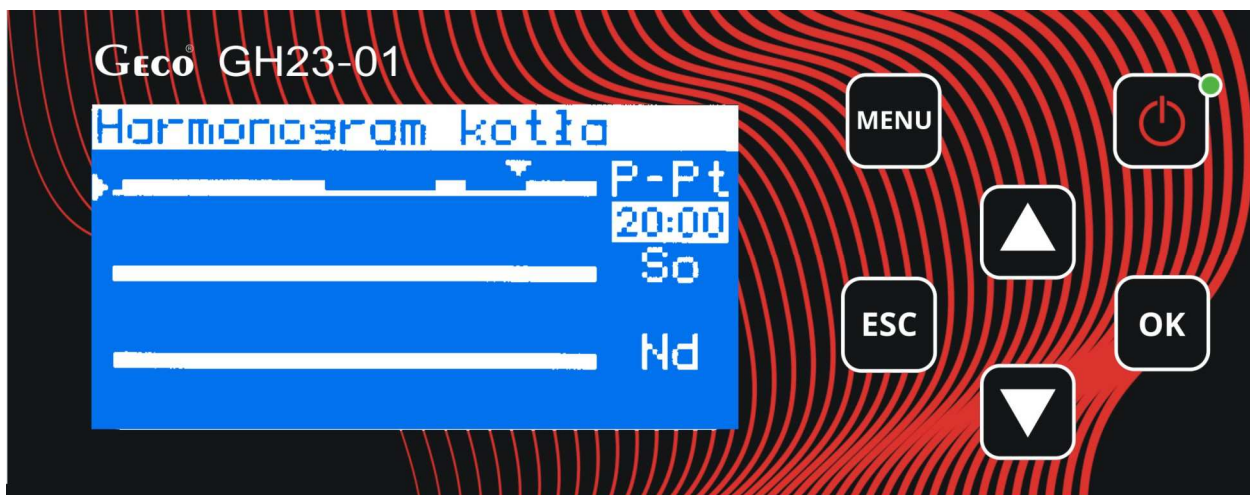 GECO® GH23-01
Harmonogram kotła
P-Pt
20:00
So
Nd
MENU
ESC
OK